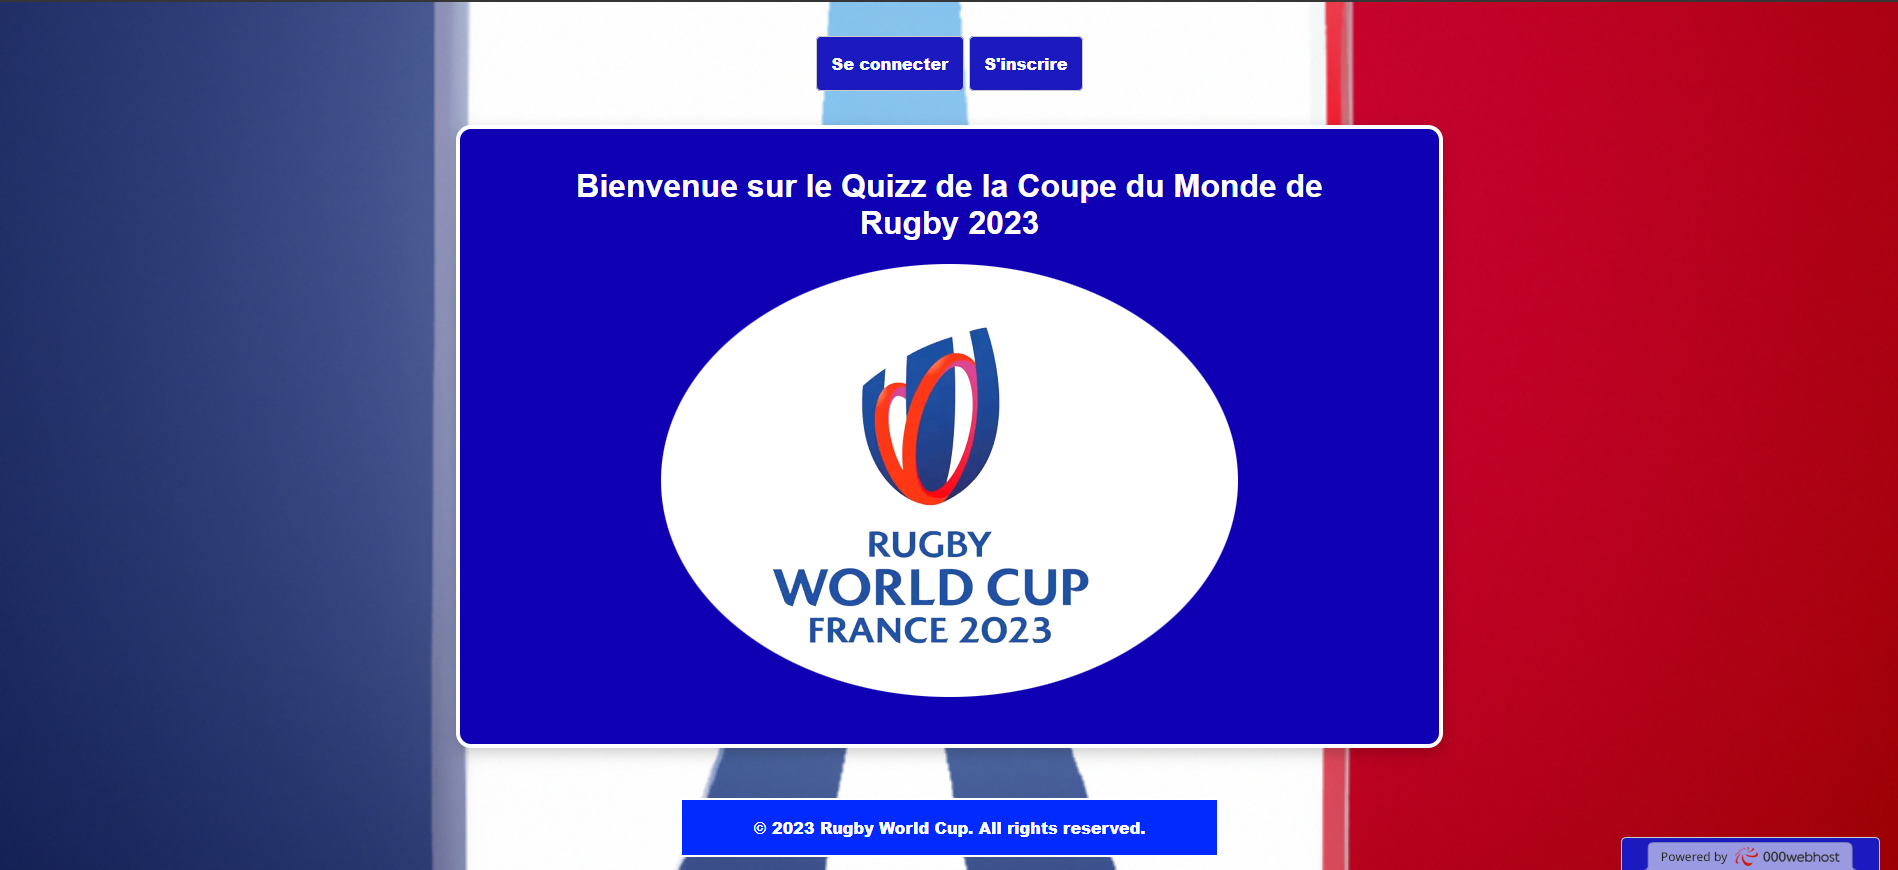 Se connecter
S'inscrire
Bienvenue sur le Quizz de la Coupe du Monde de
Rugby 2023
RUGBY
WORLD CUP
FRANCE 2023
© 2023 Rugby World Cup. All rights reserved.
Powered by 000webhost